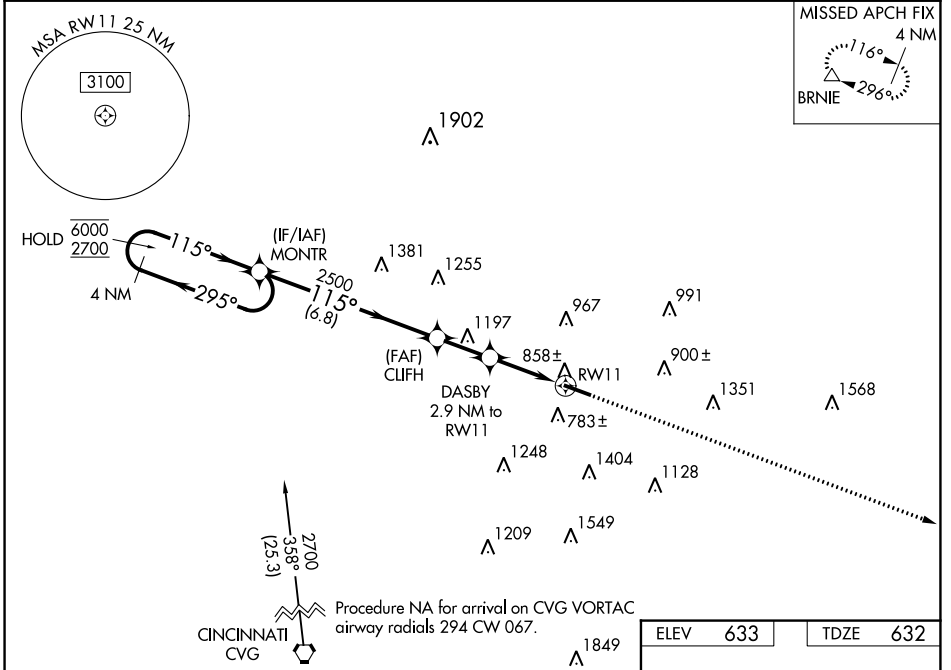 MSA RW11 25 NM
3100
MISSED APCH FIX
4 NM
116°
296°
BRNIE
1902
HOLD
6000
2700
115°
295°
4 NM
(IF/IAF)
MONTR
2500
115°
(6.8)
1381
1255
1197
967
991
(FAF)
CLIFH
DASBY
2.9 NM to
RW11
858±
RW11
900±
783±
1351
1568
1248
1404
1128
1209
1549
2700
358°
(25.3)
CINCINNATI
CVG
Procedure NA for arrival on CVG VORTAC
airway radials 294 CW 067.
1849
ELEV 633
TDZE 632